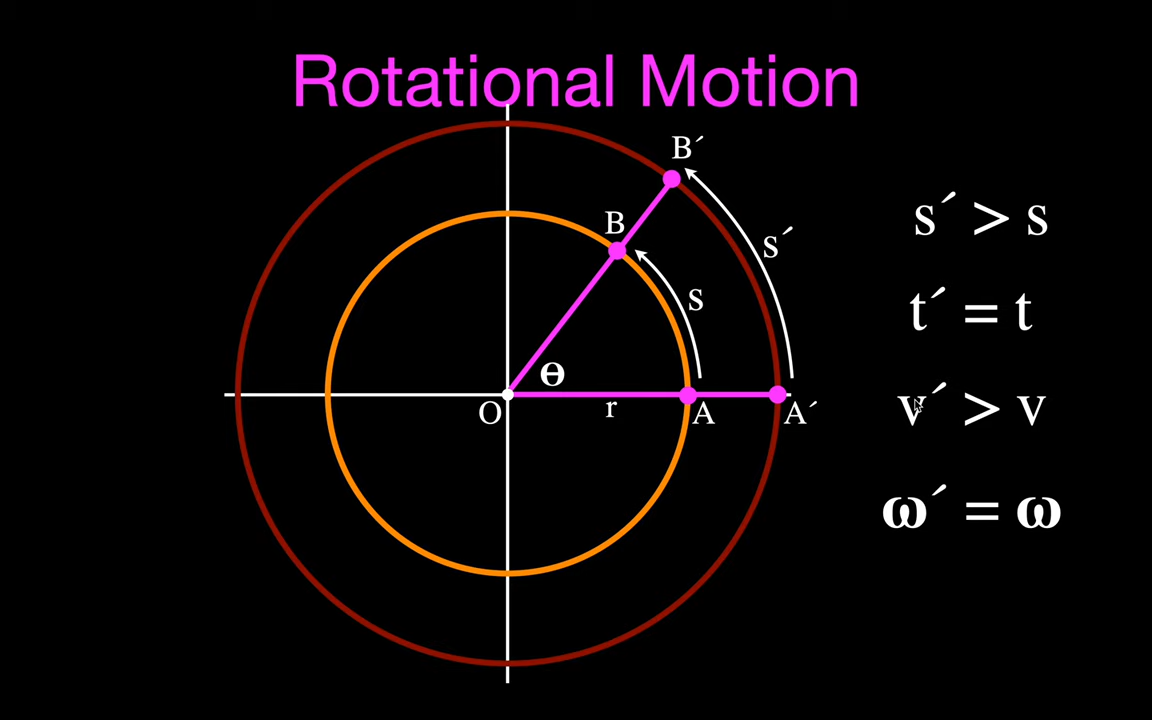 Rotational Motion
B´
s´ > s
B
s´
s
t´ = t
ϴ
O
r
A
A´
v´ > v
ω´ = ω